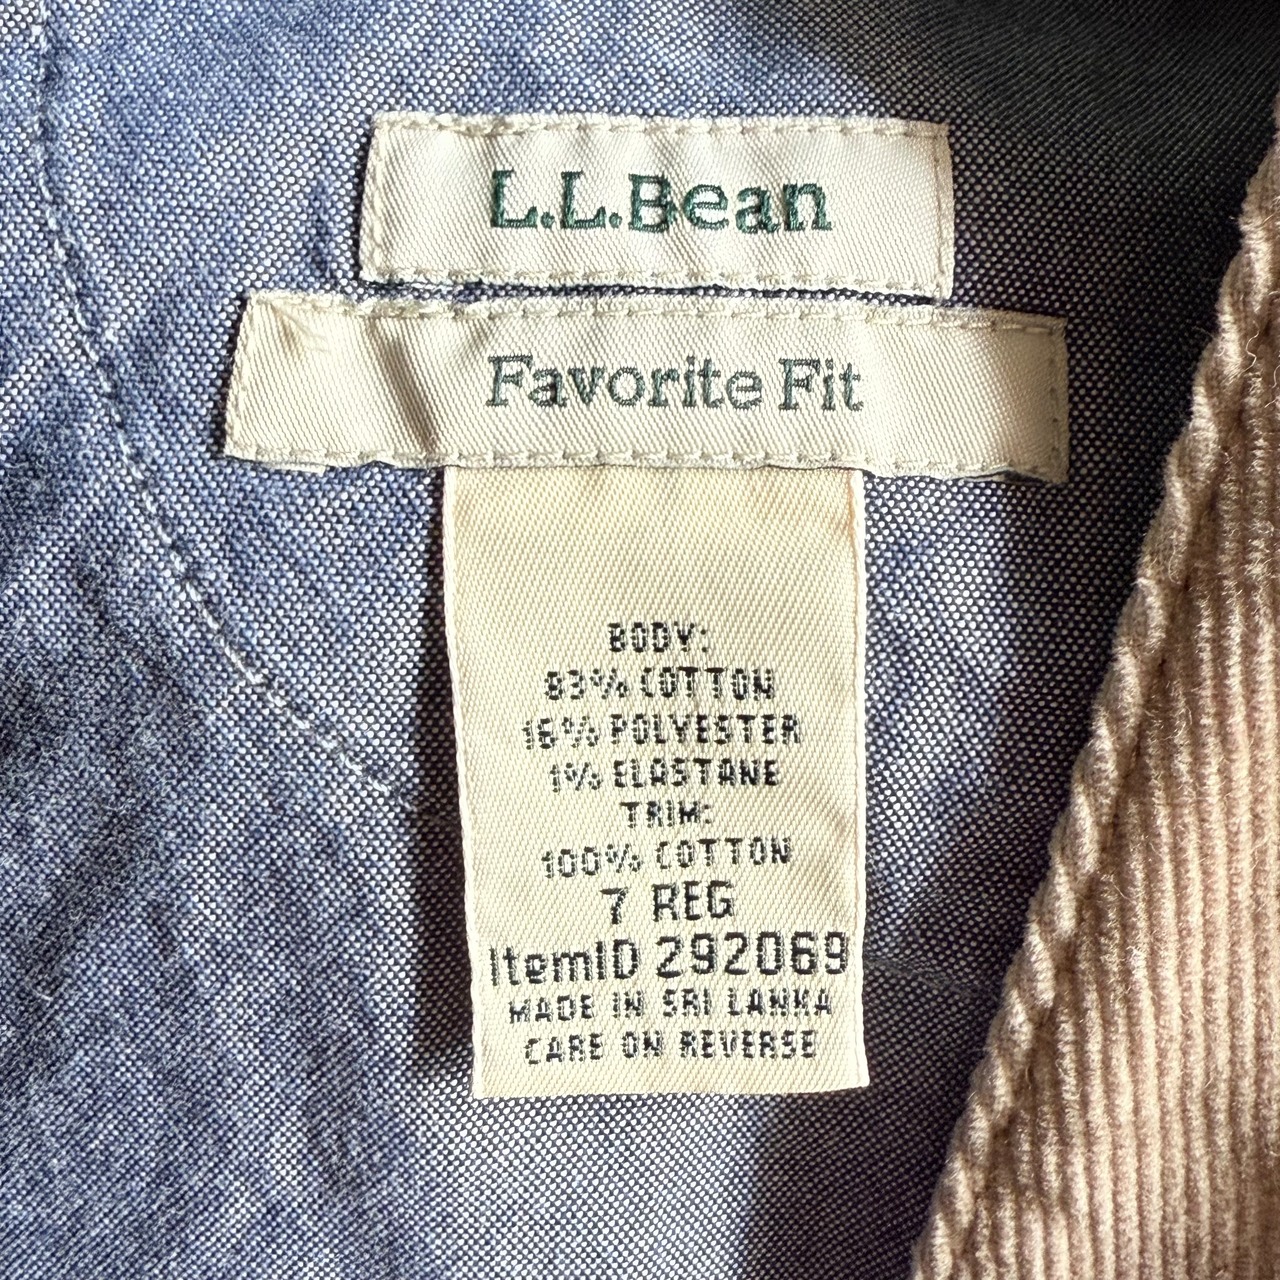 L.L.Bean
Favorite Fit
BODY:
83% COTTON
16% POLYESTER
1% ELASTANE
TRIM:
100% COTTON
7 REG
ItemID 292069
MADE IN SRI LANKA
CARE ON REVERSE